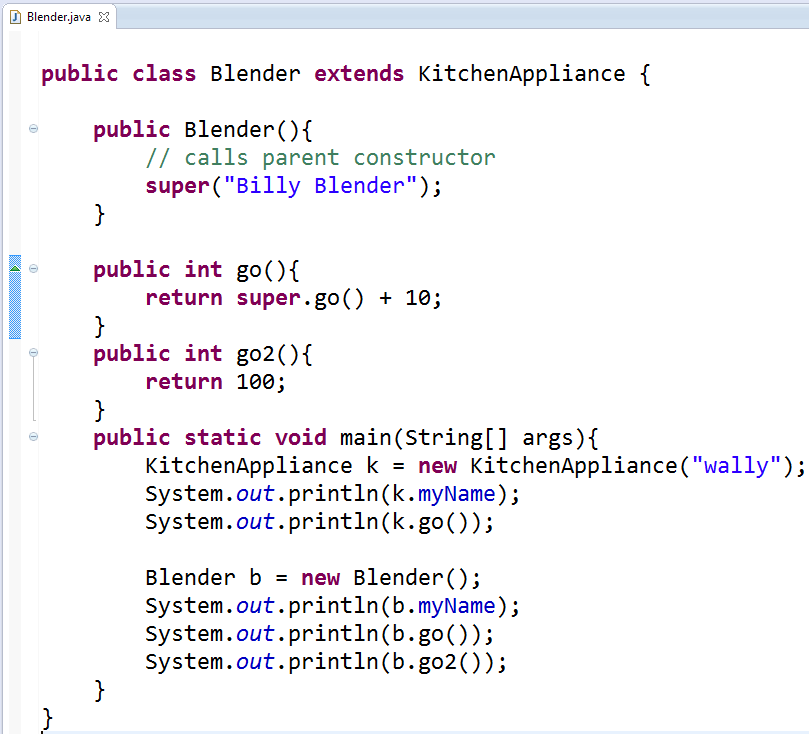 Blender.java
public class Blender extends KitchenAppliance {
public Blender(){
// calls parent constructor
super("Billy Blender");
}
public int go(){
return super.go() + 10;
}
public int go2(){
return 100;
}
public static void main(String[] args){
KitchenAppliance k = new KitchenAppliance("wally");
System.out.println(k.myName);
System.out.println(k.go());
Blender b = new Blender();
System.out.println(b.myName);
System.out.println(b.go());
System.out.println(b.go2());
}
}